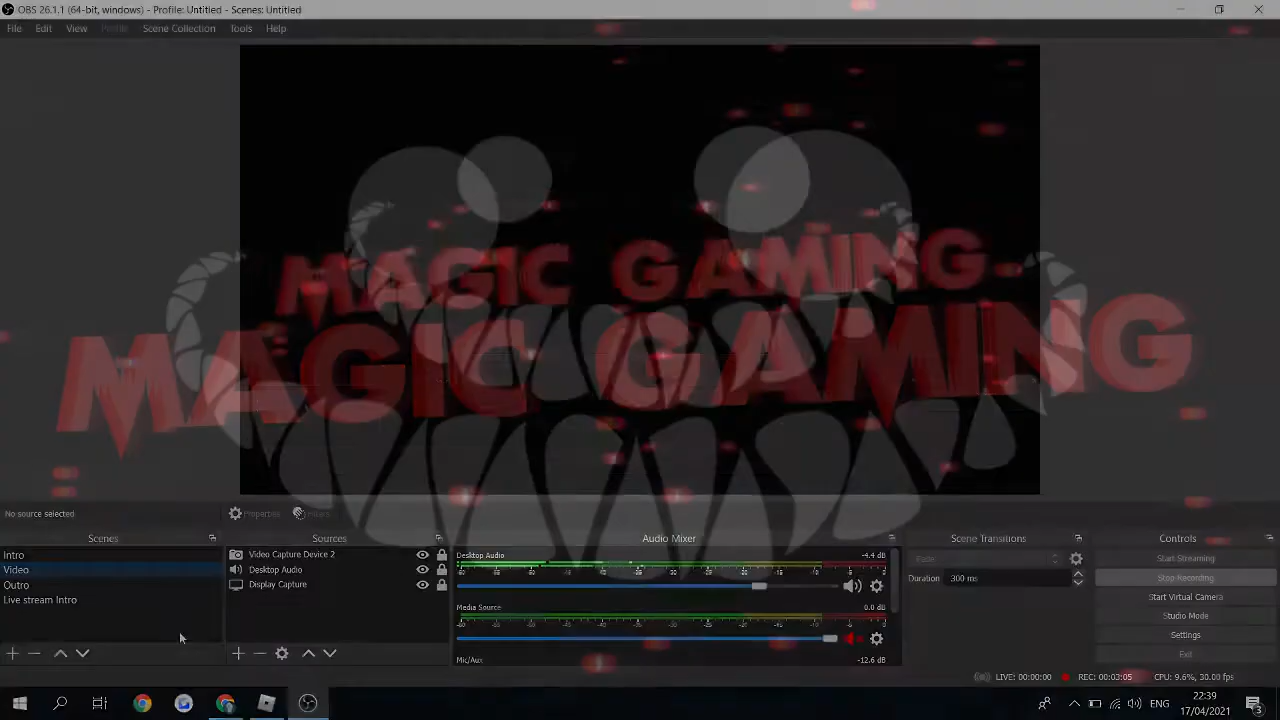 OBS 26.1.1 (64-bit, windows) - Profile: Untitled - Scenes: Untitled
File Edit View Profile Scene Collection Tools Help
MAGIC GAMING
MAGIC GAMING
No source selected Properties Filters
Scenes Sources Audio Mixer Scene Transitions Controls
Intro
Video
Outro
Live stream Intro
Video Capture Device 2
Desktop Audio
Display Capture
Desktop Audio -4.4 dB
Media Source 0.0 dB
Mic/Aux -12.6 dB
Fade
Duration 300 ms
Start Streaming
Stop Recording
Start Virtual Camera
Studio Mode
Settings
Exit
LIVE: 00:00:00 REC: 00:03:05 CPU: 9.6%, 30.00 fps
ENG
22:39
17/04/2021
3